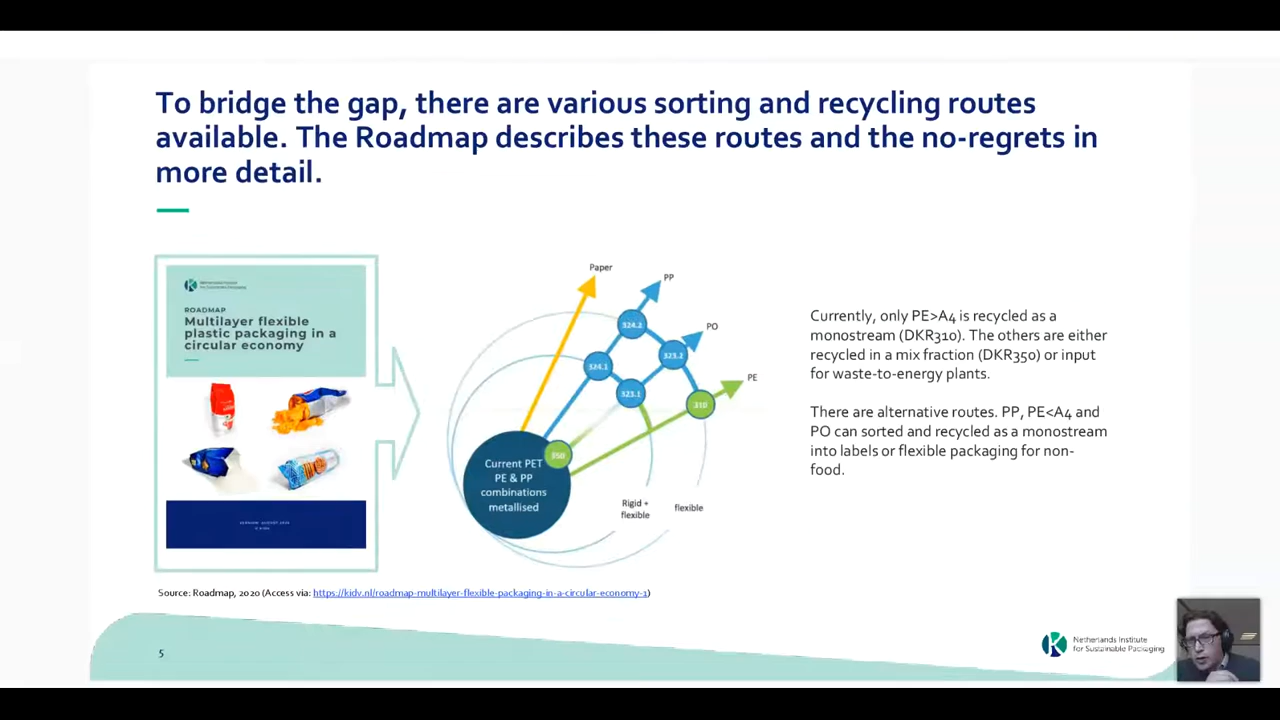 To bridge the gap, there are various sorting and recycling routes
available. The Roadmap describes these routes and the no-regrets in
more detail.
Netherlands Institute
for Sustainable Packaging
ROADMAP
Multilayer flexible
plastic packaging in a
circular economy
Paper
PP
PO
PE
324.2
323.2
324.1
323.1
310
350
Current PET
PE & PP
combinations
metallised
Rigid +
flexible
flexible
Currently, only PE>A4 is recycled as a
monostream (DKR310). The others are either
recycled in a mix fraction (DKR350) or input
for waste-to-energy plants.
There are alternative routes. PP, PE<A4 and
PO can sorted and recycled as a monostream
into labels or flexible packaging for non-
food.
Source: Roadmap, 2020 (Access via: https://kidv.nl/roadmap-multilayer-flexible-packaging-in-a-circular-economy-1)
5
Netherlands Institute
for Sustainable Packaging